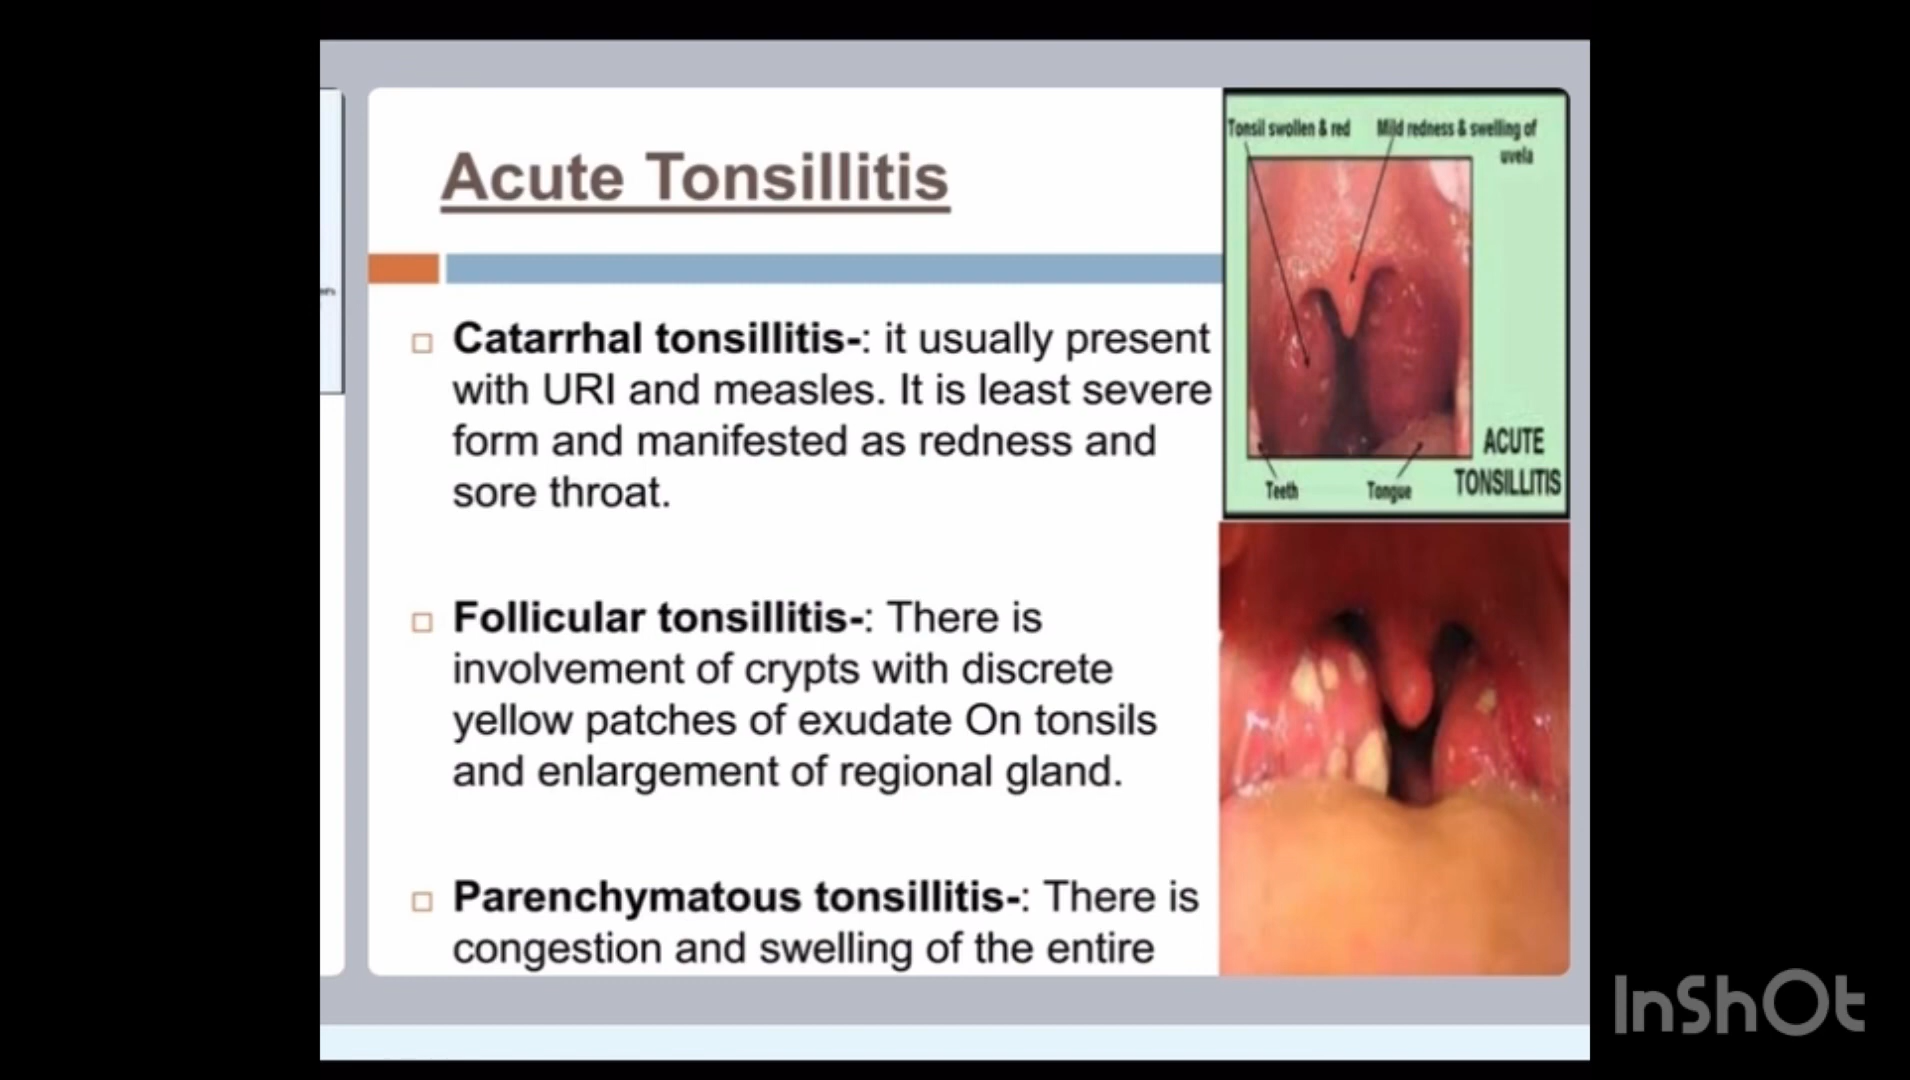 Acute Tonsillitis
Catarrhal tonsillitis-: it usually present
with URI and measles. It is least severe
form and manifested as redness and
sore throat.
Follicular tonsillitis-: There is
involvement of crypts with discrete
yellow patches of exudate On tonsils
and enlargement of regional gland.
Parenchymatous tonsillitis-: There is
congestion and swelling of the entire
Tonsil swollen & red
Mild redness & swelling of
uvela
Teeth
Tongue
ACUTE
TONSILLITIS
InShOt